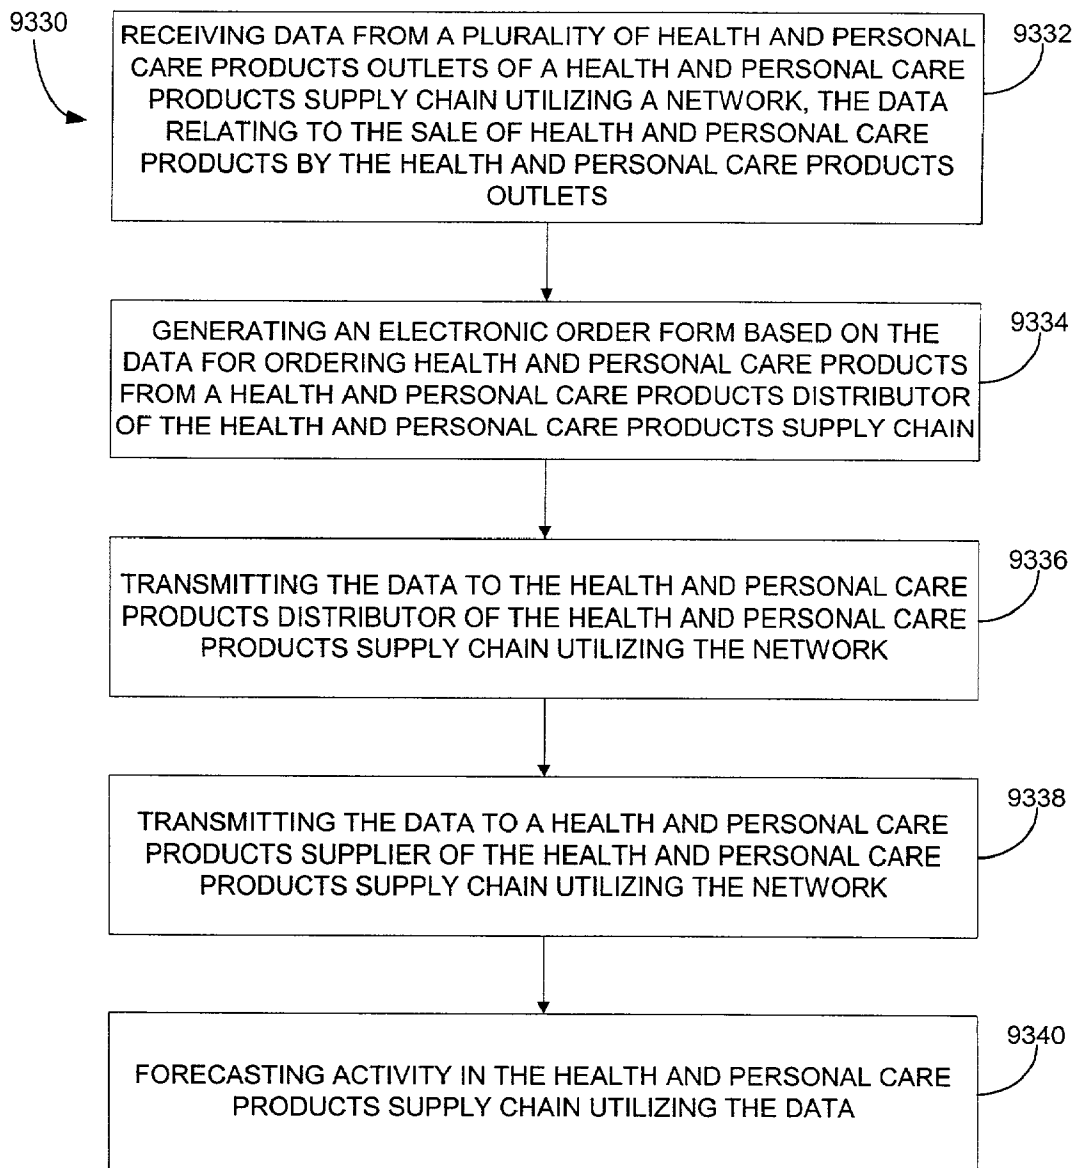 9330
RECEIVING DATA FROM A PLURALITY OF HEALTH AND PERSONAL
CARE PRODUCTS OUTLETS OF A HEALTH AND PERSONAL CARE
PRODUCTS SUPPLY CHAIN UTILIZING A NETWORK, THE DATA
RELATING TO THE SALE OF HEALTH AND PERSONAL CARE
PRODUCTS BY THE HEALTH AND PERSONAL CARE PRODUCTS
OUTLETS
9332
GENERATING AN ELECTRONIC ORDER FORM BASED ON THE
DATA FOR ORDERING HEALTH AND PERSONAL CARE PRODUCTS
FROM A HEALTH AND PERSONAL CARE PRODUCTS DISTRIBUTOR
OF THE HEALTH AND PERSONAL CARE PRODUCTS SUPPLY CHAIN
9334
TRANSMITTING THE DATA TO THE HEALTH AND PERSONAL CARE
PRODUCTS DISTRIBUTOR OF THE HEALTH AND PERSONAL CARE
PRODUCTS SUPPLY CHAIN UTILIZING THE NETWORK
9336
TRANSMITTING THE DATA TO A HEALTH AND PERSONAL CARE
PRODUCTS SUPPLIER OF THE HEALTH AND PERSONAL CARE
PRODUCTS SUPPLY CHAIN UTILIZING THE NETWORK
9338
FORECASTING ACTIVITY IN THE HEALTH AND PERSONAL CARE
PRODUCTS SUPPLY CHAIN UTILIZING THE DATA
9340